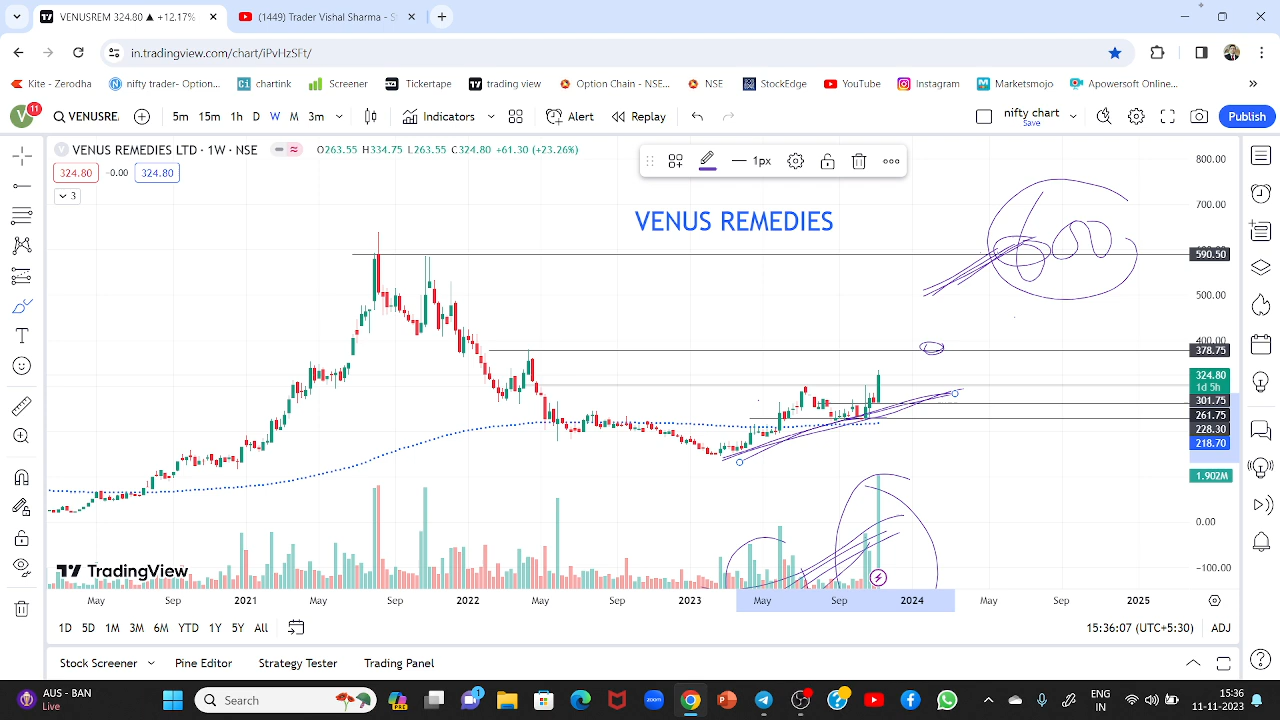 VENUSREM 324.80 ▲ +12.17%
(1449) Trader Vishal Sharma - S
in.tradingview.com/chart/iPvHzSFt/
Kite - Zerodha
nifty trader- Option...
chartink
Screener
Tickertape
trading view
Option Chain - NSE...
NSE
StockEdge
YouTube
Instagram
Marketsmojo
Apowersoft Online...
V 11
VENUSRE
5m 15m 1h D W M 3m
Indicators
Alert
Replay
nifty chart
Save
Publish
V VENUS REMEDIES LTD · 1W · NSE
O263.55 H334.75 L263.55 C324.80 +61.30 (+23.26%)
324.80 -0.00 324.80
3
1px
VENUS REMEDIES
600
800.00
700.00
590.50
500.00
400.00
378.75
324.80
1d 5h
301.75
261.75
228.30
218.70
1.902M
0.00
-100.00
TradingView
May Sep 2021 May Sep 2022 May Sep 2023 May Sep 2024 May Sep 2025
1D 5D 1M 3M 6M YTD 1Y 5Y All
15:36:07 (UTC+5:30) ADJ
Stock Screener Pine Editor Strategy Tester Trading Panel
AUS - BAN
Live
Search
PRE
1
zoom
ENG
IN
15:36
11-11-2023